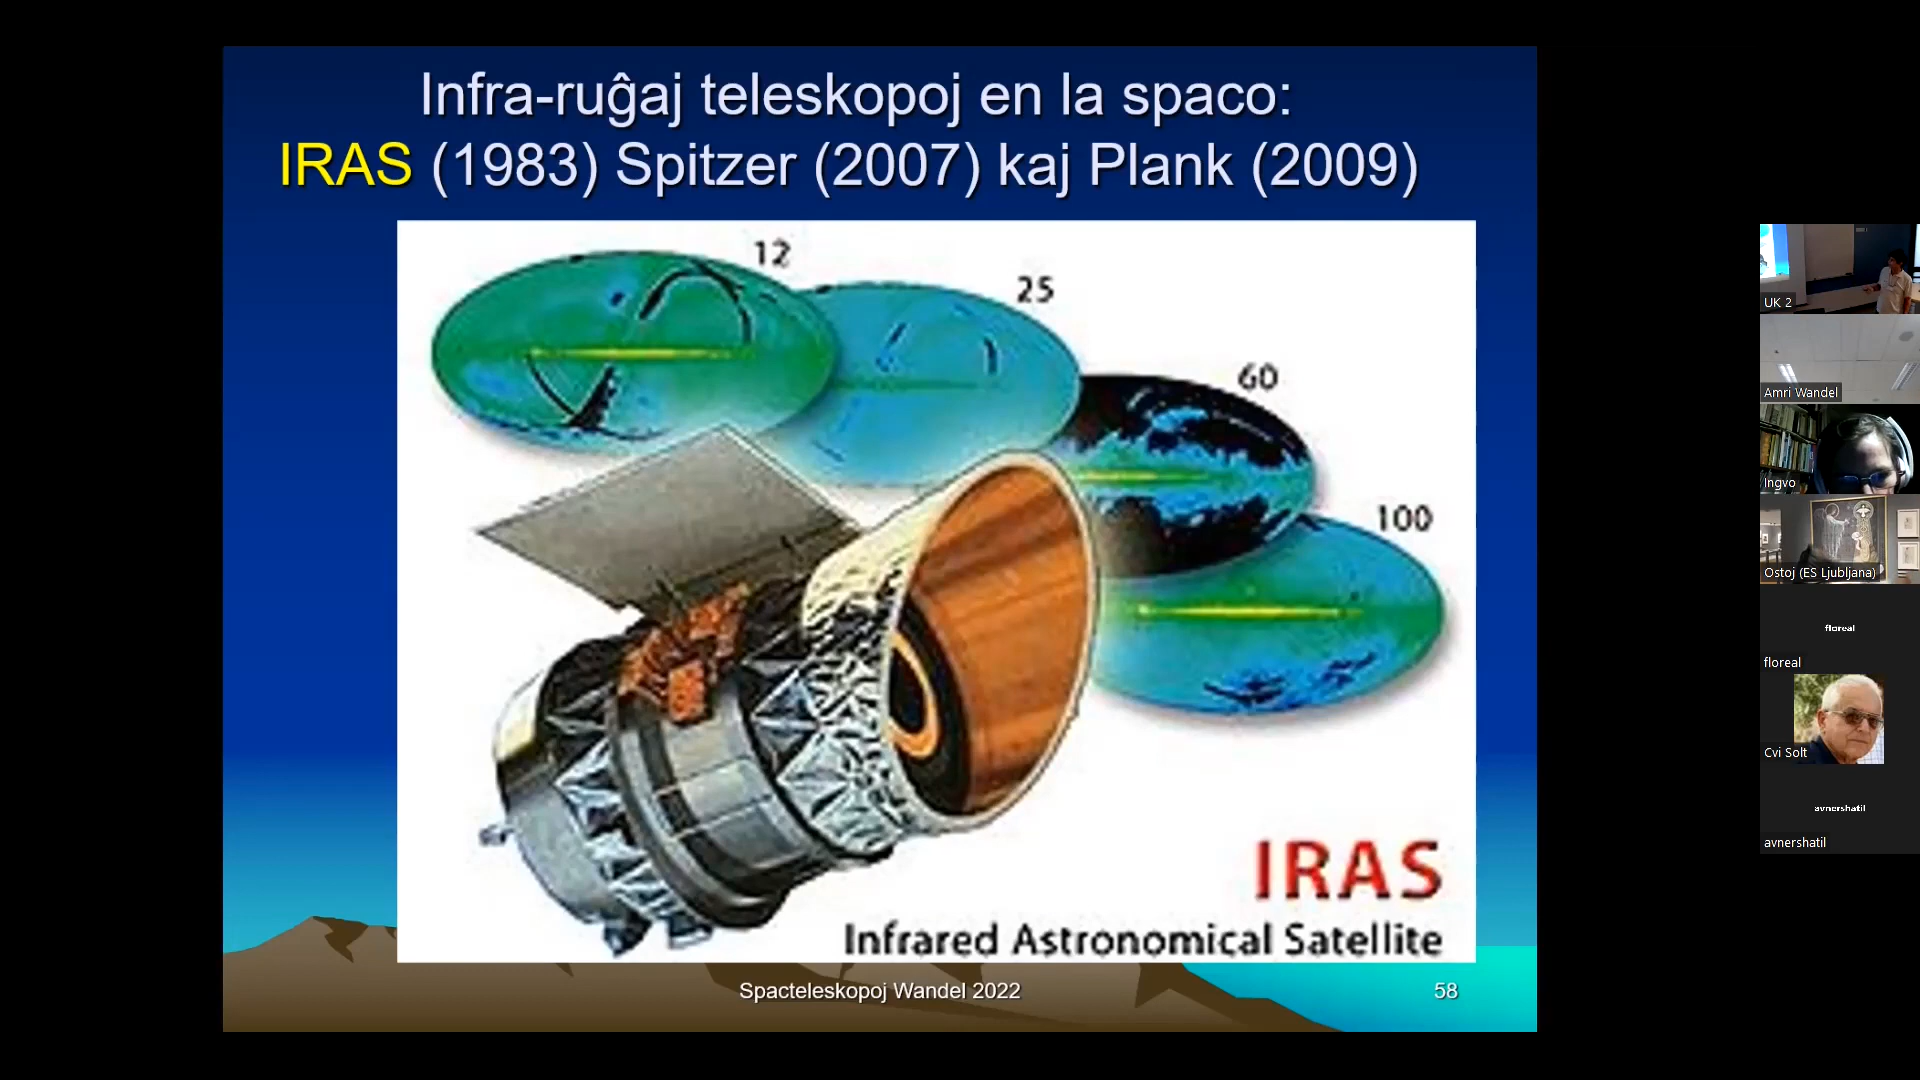 Infra-ruĝaj teleskopoj en la spaco:
IRAS (1983) Spitzer (2007) kaj Plank (2009)
12
25
60
100
IRAS
Infrared Astronomical Satellite
Spacteleskopoj Wandel 2022
58
UK 2
Amri Wandel
Ingvo
Ostoj (ES Ljubljana)
floreal
floreal
Cvi Solt
avnershatil
avnershatil